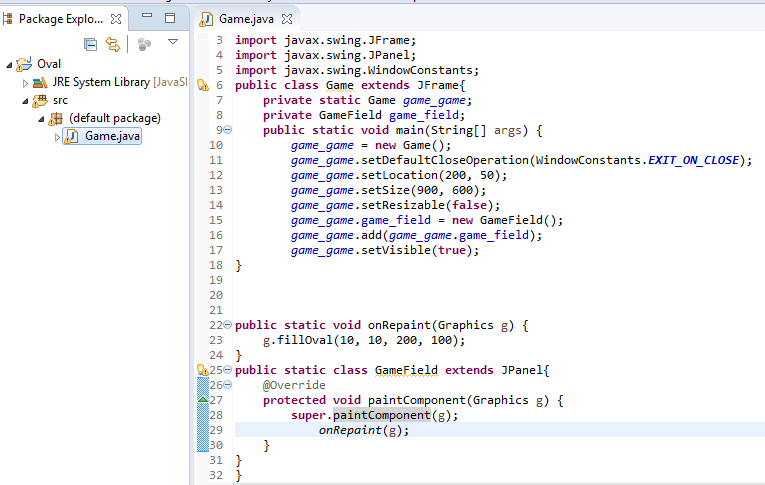 Package Explo...
Oval
JRE System Library [JavaSI
src
(default package)
Game.java
Game.java
3 import javax.swing.JFrame;
4 import javax.swing.JPanel;
5 import javax.swing.WindowConstants;
6 public class Game extends JFrame{
7 private static Game game_game;
8 private GameField game_field;
9 public static void main(String[] args) {
10 game_game = new Game();
11 game_game.setDefaultCloseOperation(WindowConstants.EXIT_ON_CLOSE);
12 game_game.setLocation(200, 50);
13 game_game.setSize(900, 600);
14 game_game.setResizable(false);
15 game_game.game_field = new GameField();
16 game_game.add(game_game.game_field);
17 game_game.setVisible(true);
18 }
19
20
21
22 public static void onRepaint(Graphics g) {
23 g.fillOval(10, 10, 200, 100);
24 }
25 public static class GameField extends JPanel{
26 @Override
27 protected void paintComponent(Graphics g) {
28 super.paintComponent(g);
29 onRepaint(g);
30 }
31 }
32 }